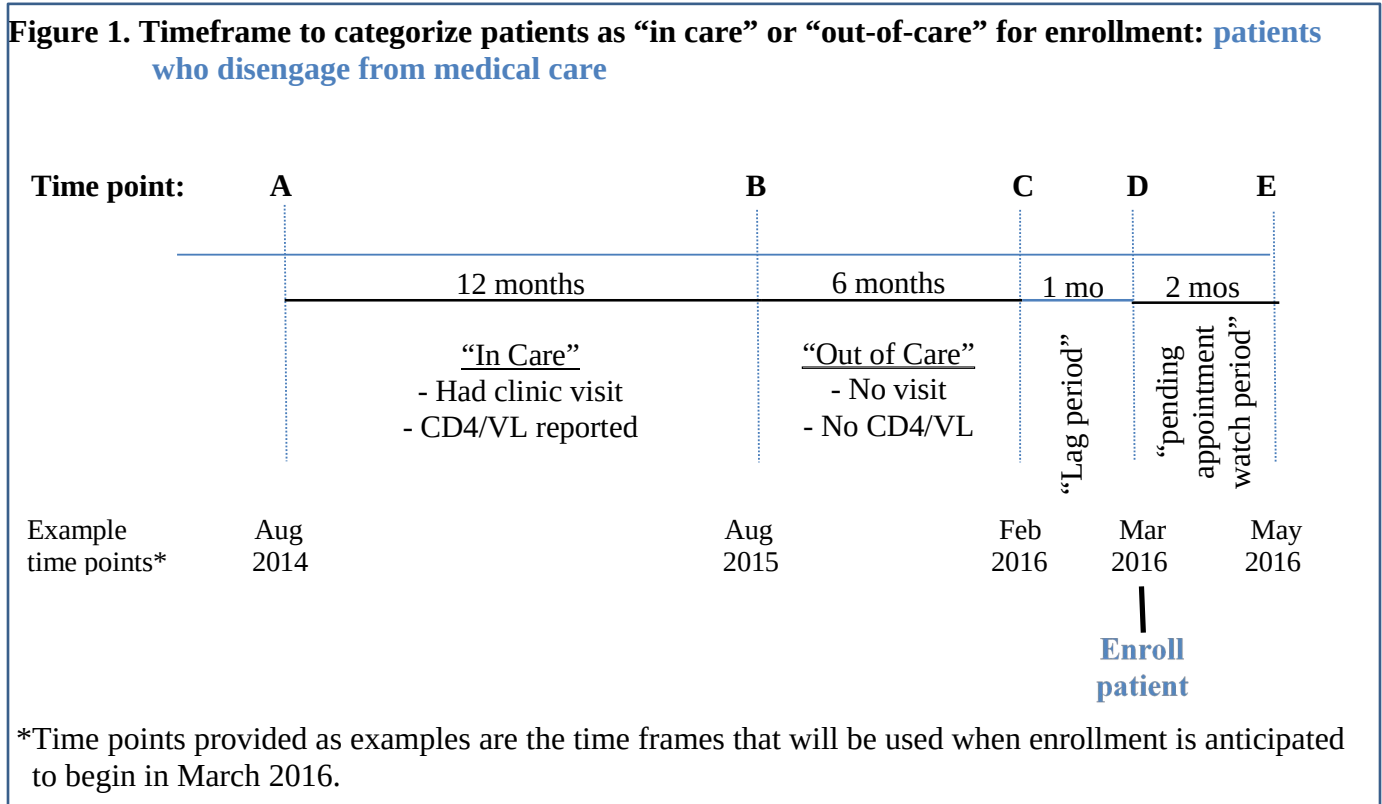 Figure 1. Timeframe to categorize patients as “in care” or “out-of-care” for enrollment: patients
who disengage from medical care
Time point: A B C D E
12 months 6 months 1 mo 2 mos
“In Care”
- Had clinic visit
- CD4/VL reported
“Out of Care”
- No visit
- No CD4/VL
“Lag period”
“pending
appointment
watch period”
Example Aug Aug Feb Mar May
time points* 2014 2015 2016 2016 2016
Enroll
patient
*Time points provided as examples are the time frames that will be used when enrollment is anticipated
to begin in March 2016.